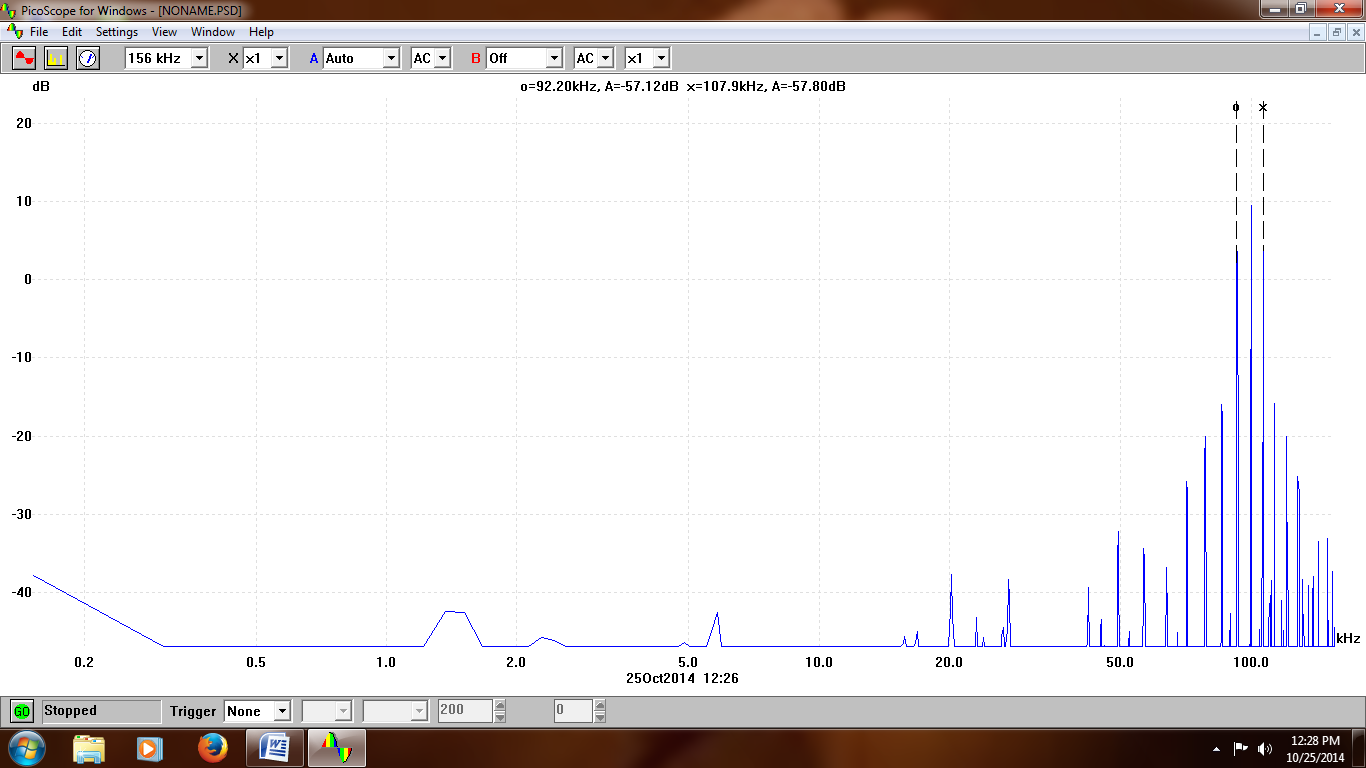 PicoScope for Windows - [NONAME.PSD]
File Edit Settings View Window Help
156 kHz X x1 A Auto AC B Off AC x1
dB o=92.20kHz, A=-57.12dB x=107.9kHz, A=-57.80dB
o x
20
10
0
-10
-20
-30
-40
kHz
0.2 0.5 1.0 2.0 5.0 10.0 20.0 50.0 100.0
25Oct2014 12:26
GO Stopped Trigger None 200 0
12:28 PM
10/25/2014